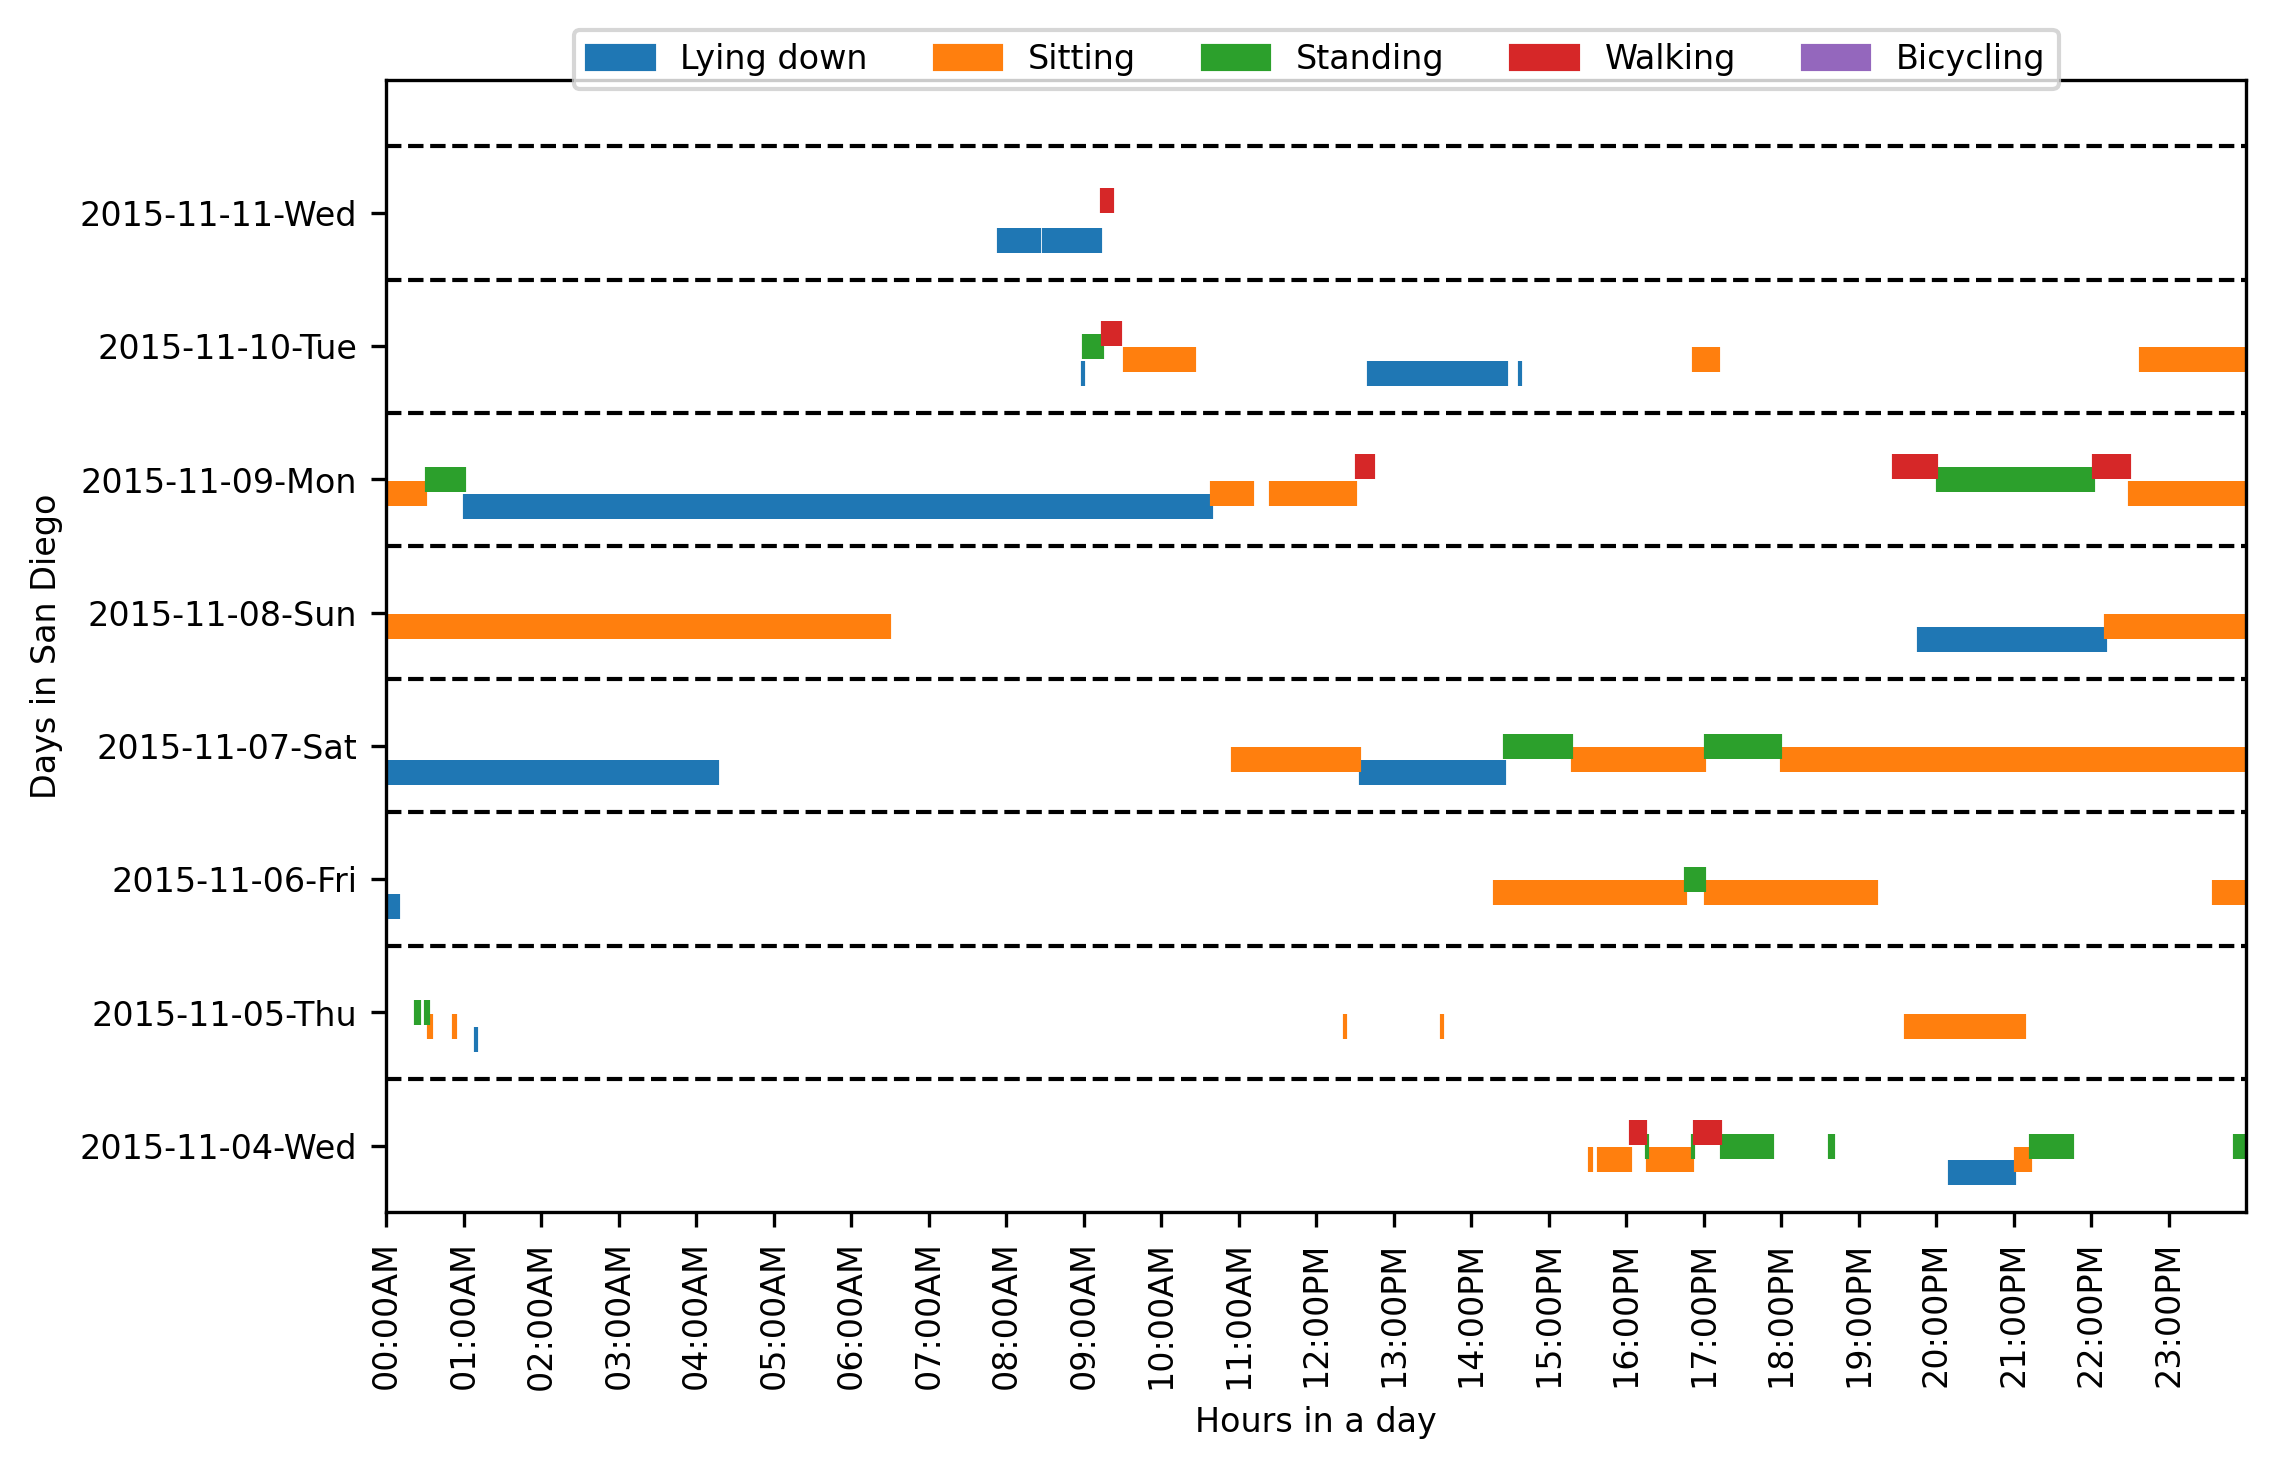 Lying down Sitting Standing Walking Bicycling
Days in San Diego
2015-11-11-Wed
2015-11-10-Tue
2015-11-09-Mon
2015-11-08-Sun
2015-11-07-Sat
2015-11-06-Fri
2015-11-05-Thu
2015-11-04-Wed
00:00AM 01:00AM 02:00AM 03:00AM 04:00AM 05:00AM 06:00AM 07:00AM 08:00AM 09:00AM 10:00AM 11:00AM 12:00PM 13:00PM 14:00PM 15:00PM 16:00PM 17:00PM 18:00PM 19:00PM 20:00PM 21:00PM 22:00PM 23:00PM
Hours in a day